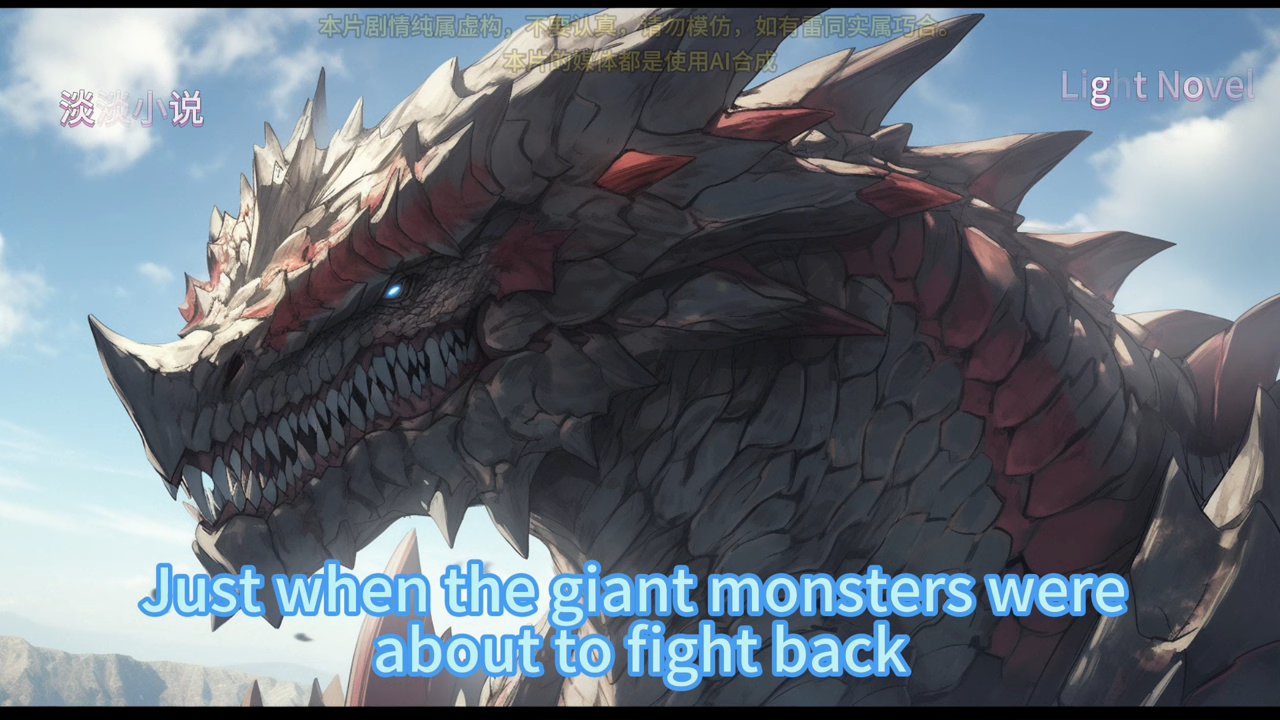 本片剧情纯属虚构，不要认真，请勿模仿，如有雷同实属巧合。
本片的媒体都是使用AI合成
淡淡小说
Light Novel
Just when the giant monsters were
about to fight back